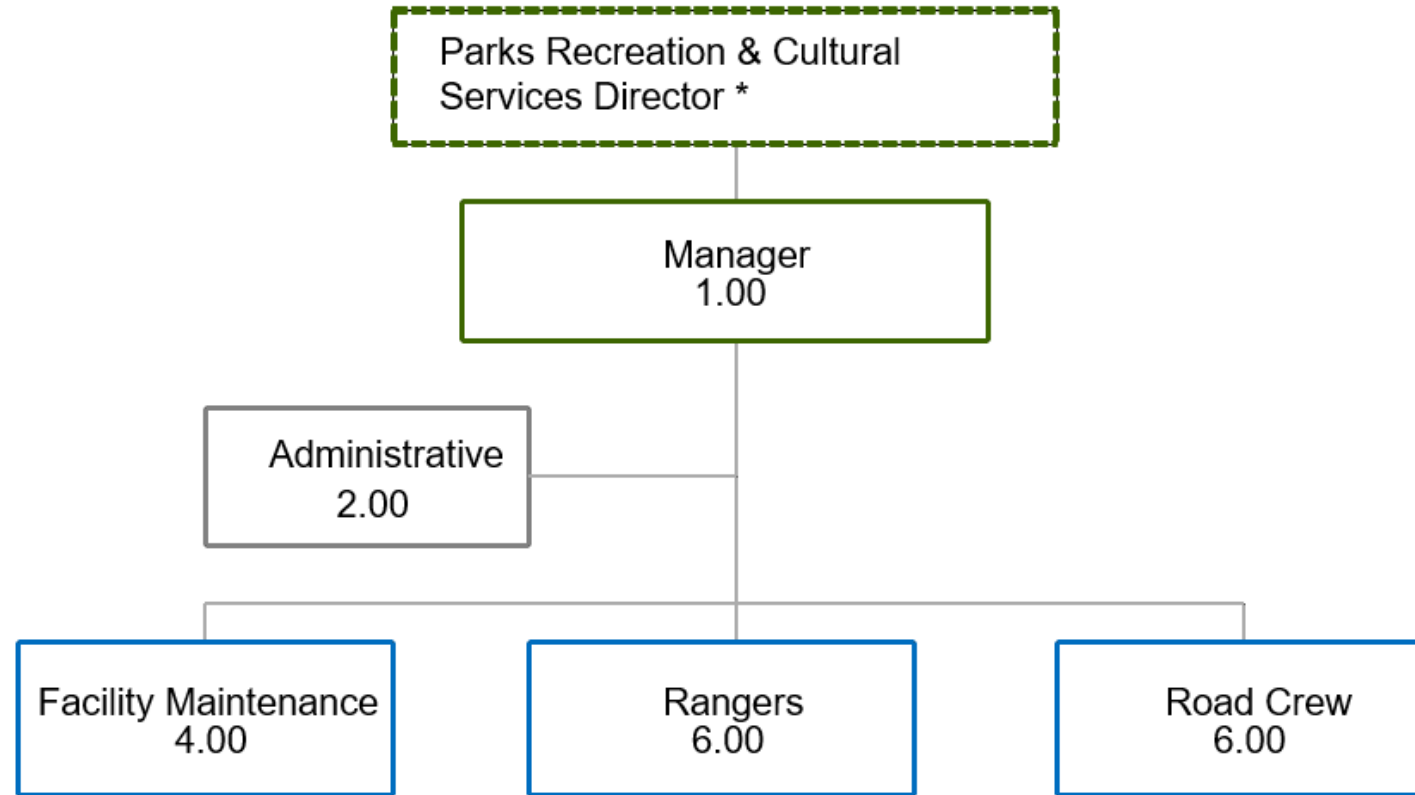 Parks Recreation & Cultural
Services Director *
Manager
1.00
Administrative
2.00
Facility Maintenance
4.00
Rangers
6.00
Road Crew
6.00